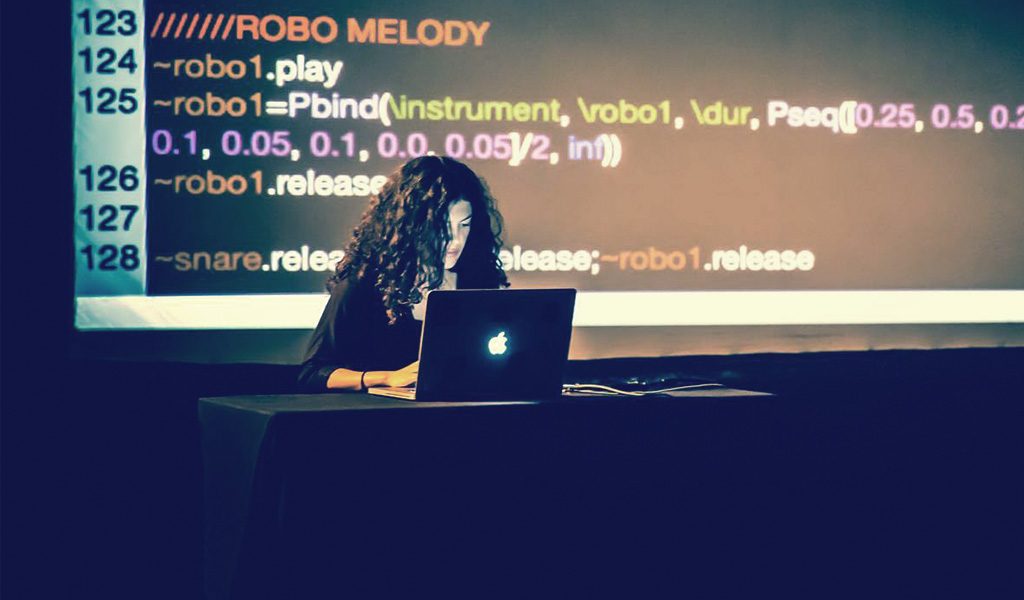 123 ///////ROBO MELODY
124 ~robo1.play
125 ~robo1=Pbind(\instrument, \robo1, \dur, Pseq([0.25, 0.5,
0.1, 0.05, 0.1, 0.0, 0.05]/2, inf))
126 ~robo1.release
127
128 ~snare.relea elease;~robo1.release